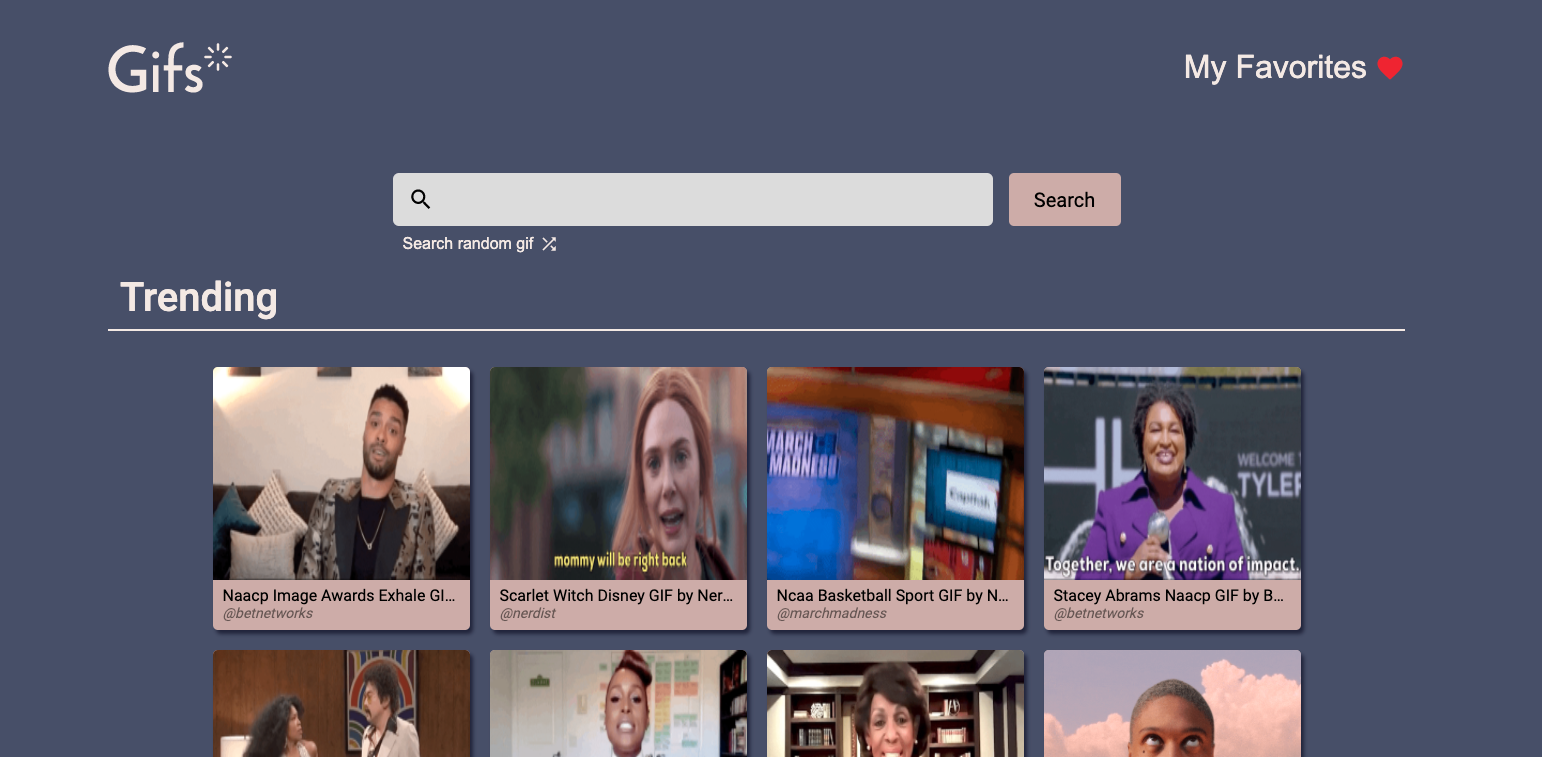 Gifs
My Favorites
Search
Search random gif
Trending
MARCH
MADNESS
Capital
WELCOME
TYLER
mommy will be right back
Together, we are a nation of impact.
Naacp Image Awards Exhale GI...
@betnetworks
Scarlet Witch Disney GIF by Ner...
@nerdist
Ncaa Basketball Sport GIF by N...
@marchmadness
Stacey Abrams Naacp GIF by B...
@betnetworks